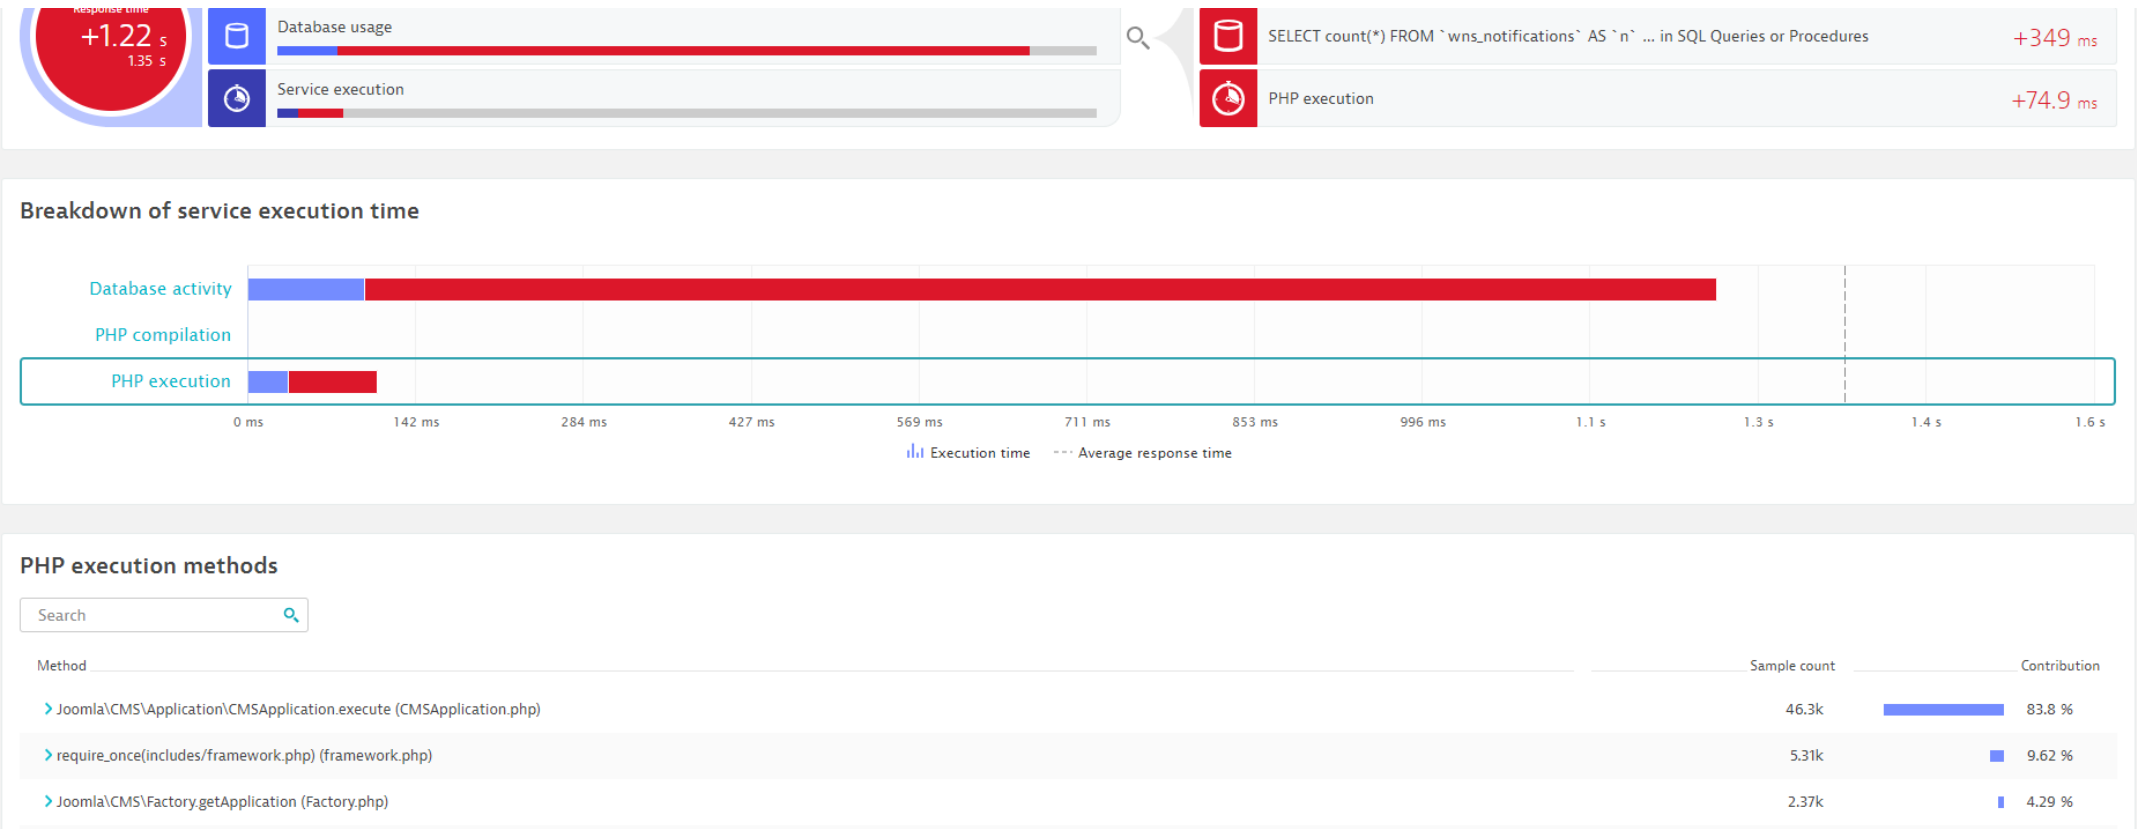 Response time
+1.22 s
1.35 s
Database usage
Service execution
SELECT count(*) FROM `wns_notifications` AS `n` ... in SQL Queries or Procedures
+349 ms
PHP execution
+74.9 ms
Breakdown of service execution time
Database activity
PHP compilation
PHP execution
0 ms 142 ms 284 ms 427 ms 569 ms 711 ms 853 ms 996 ms 1.1 s 1.3 s 1.4 s 1.6 s
Execution time Average response time
PHP execution methods
Search
Method Sample count Contribution
Joomla\CMS\Application\CMSApplication.execute (CMSApplication.php) 46.3k 83.8 %
require_once(includes/framework.php) (framework.php) 5.31k 9.62 %
Joomla\CMS\Factory.getApplication (Factory.php) 2.37k 4.29 %